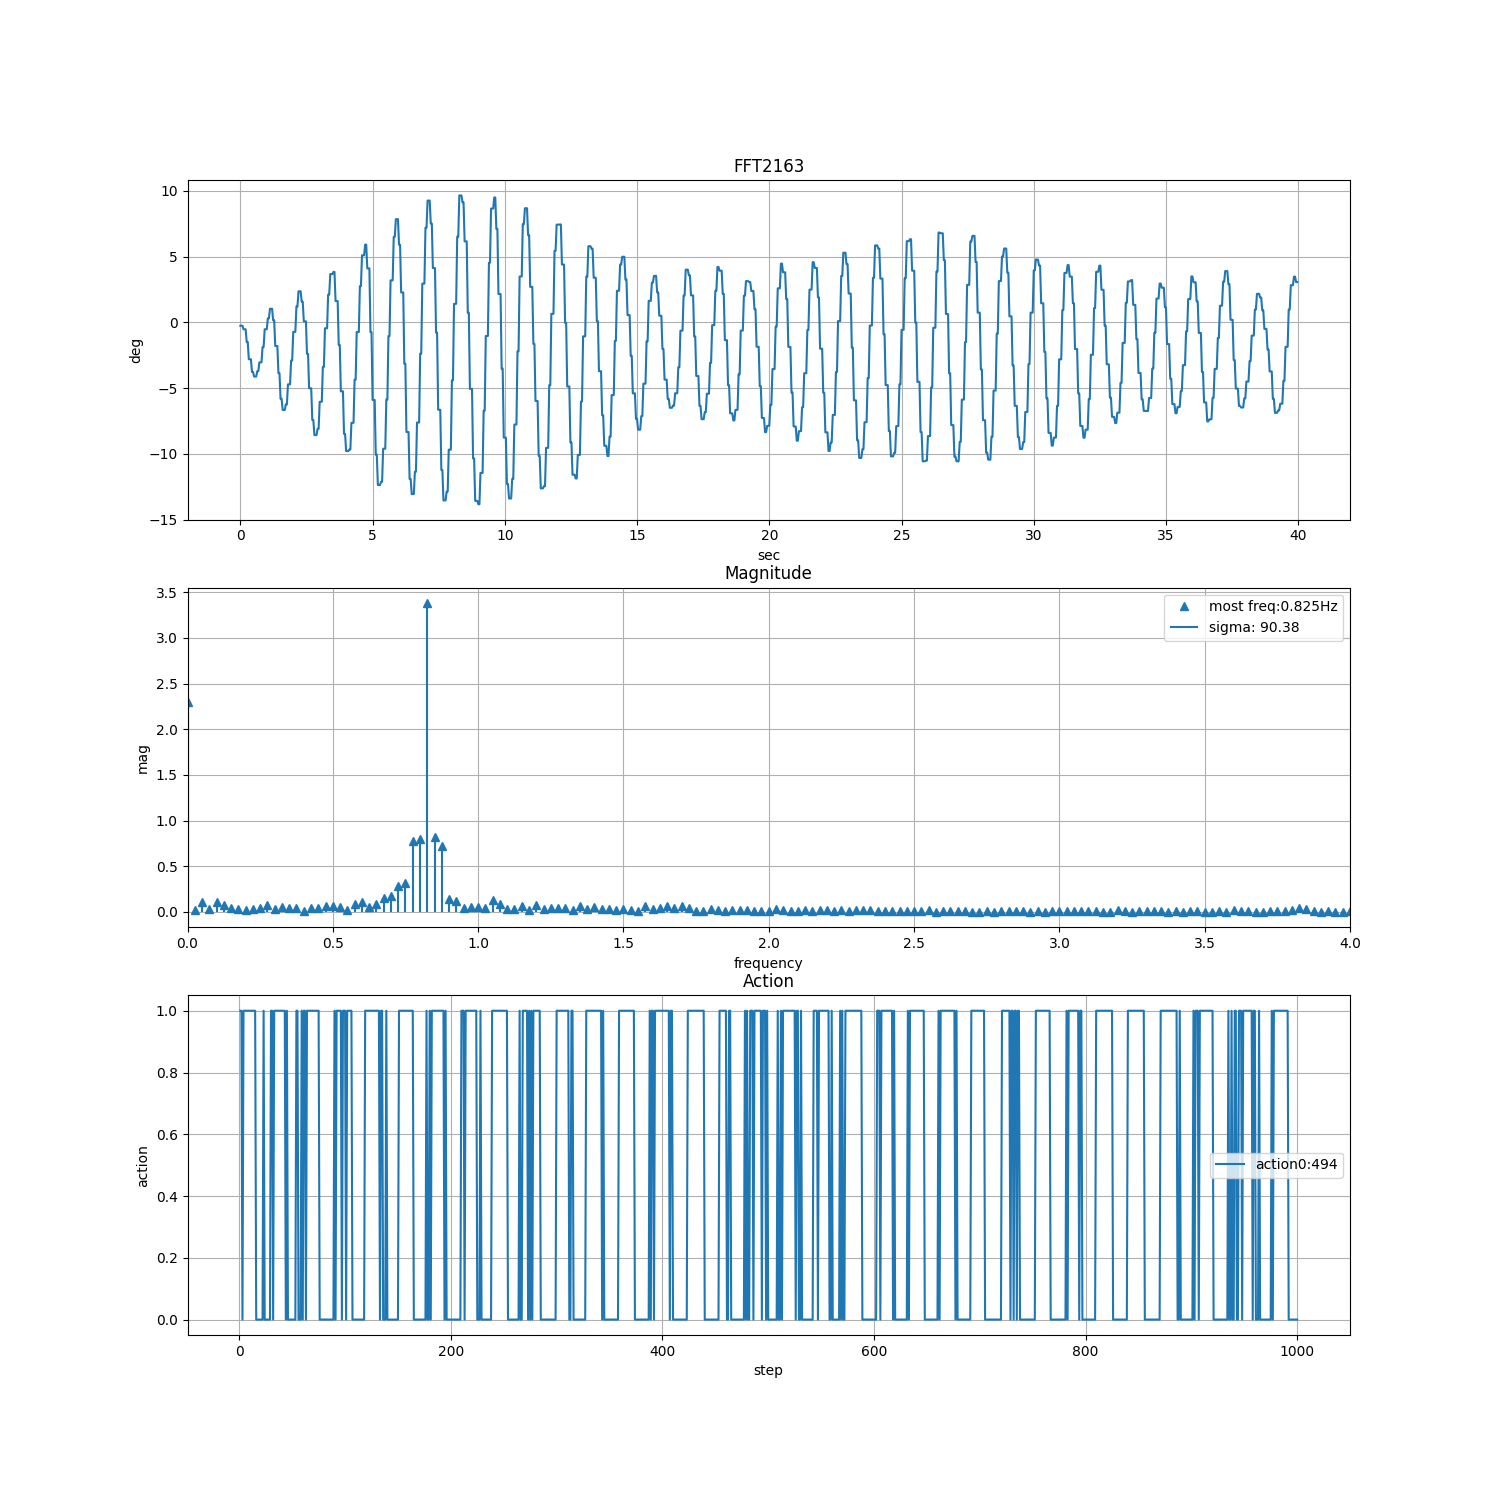 FFT2163
10
5
0
−5
−10
−15
deg
0 5 10 15 20 25 30 35 40
sec
Magnitude
3.5
3.0
2.5
2.0
1.5
1.0
0.5
0.0
mag
most freq:0.825Hz
sigma: 90.38
0.0 0.5 1.0 1.5 2.0 2.5 3.0 3.5 4.0
frequency
Action
1.0
0.8
0.6
0.4
0.2
0.0
action
action0:494
0 200 400 600 800 1000
step